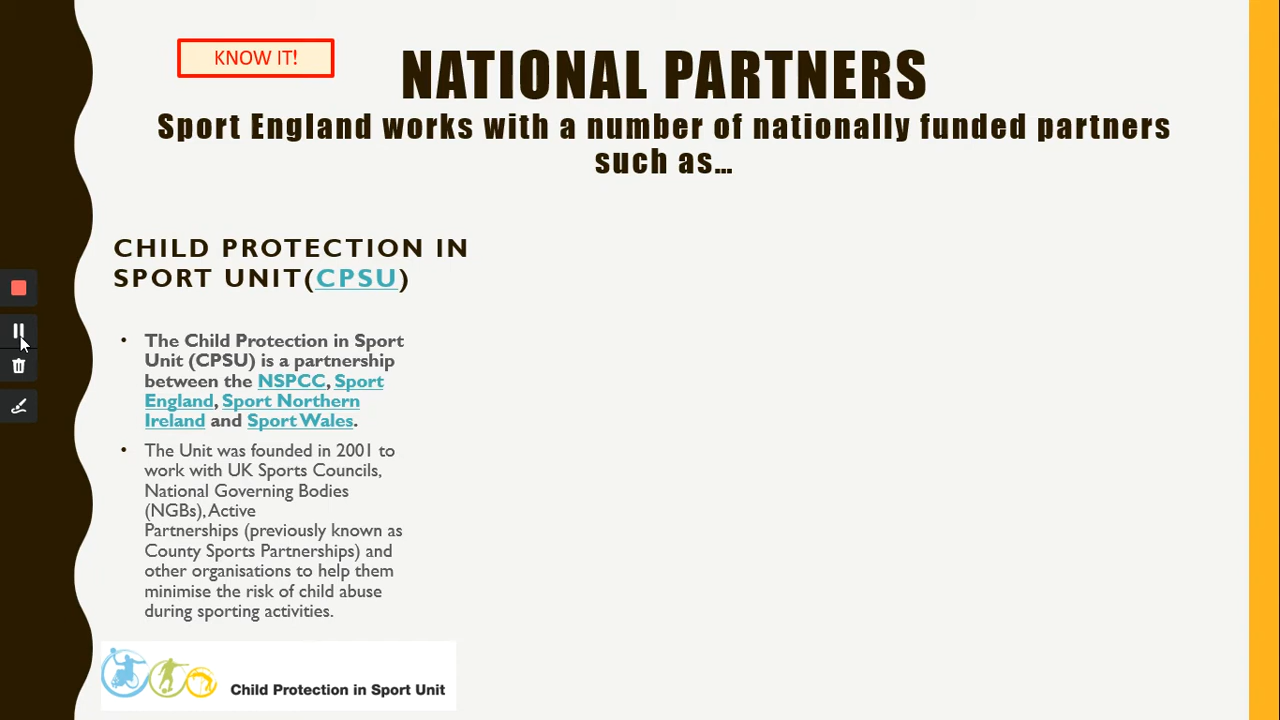 KNOW IT!
NATIONAL PARTNERS
Sport England works with a number of nationally funded partners
such as…
CHILD PROTECTION IN
SPORT UNIT(CPSU)
• The Child Protection in Sport
Unit (CPSU) is a partnership
between the NSPCC, Sport
England, Sport Northern
Ireland and Sport Wales.
• The Unit was founded in 2001 to
work with UK Sports Councils,
National Governing Bodies
(NGBs), Active
Partnerships (previously known as
County Sports Partnerships) and
other organisations to help them
minimise the risk of child abuse
during sporting activities.
Child Protection in Sport Unit